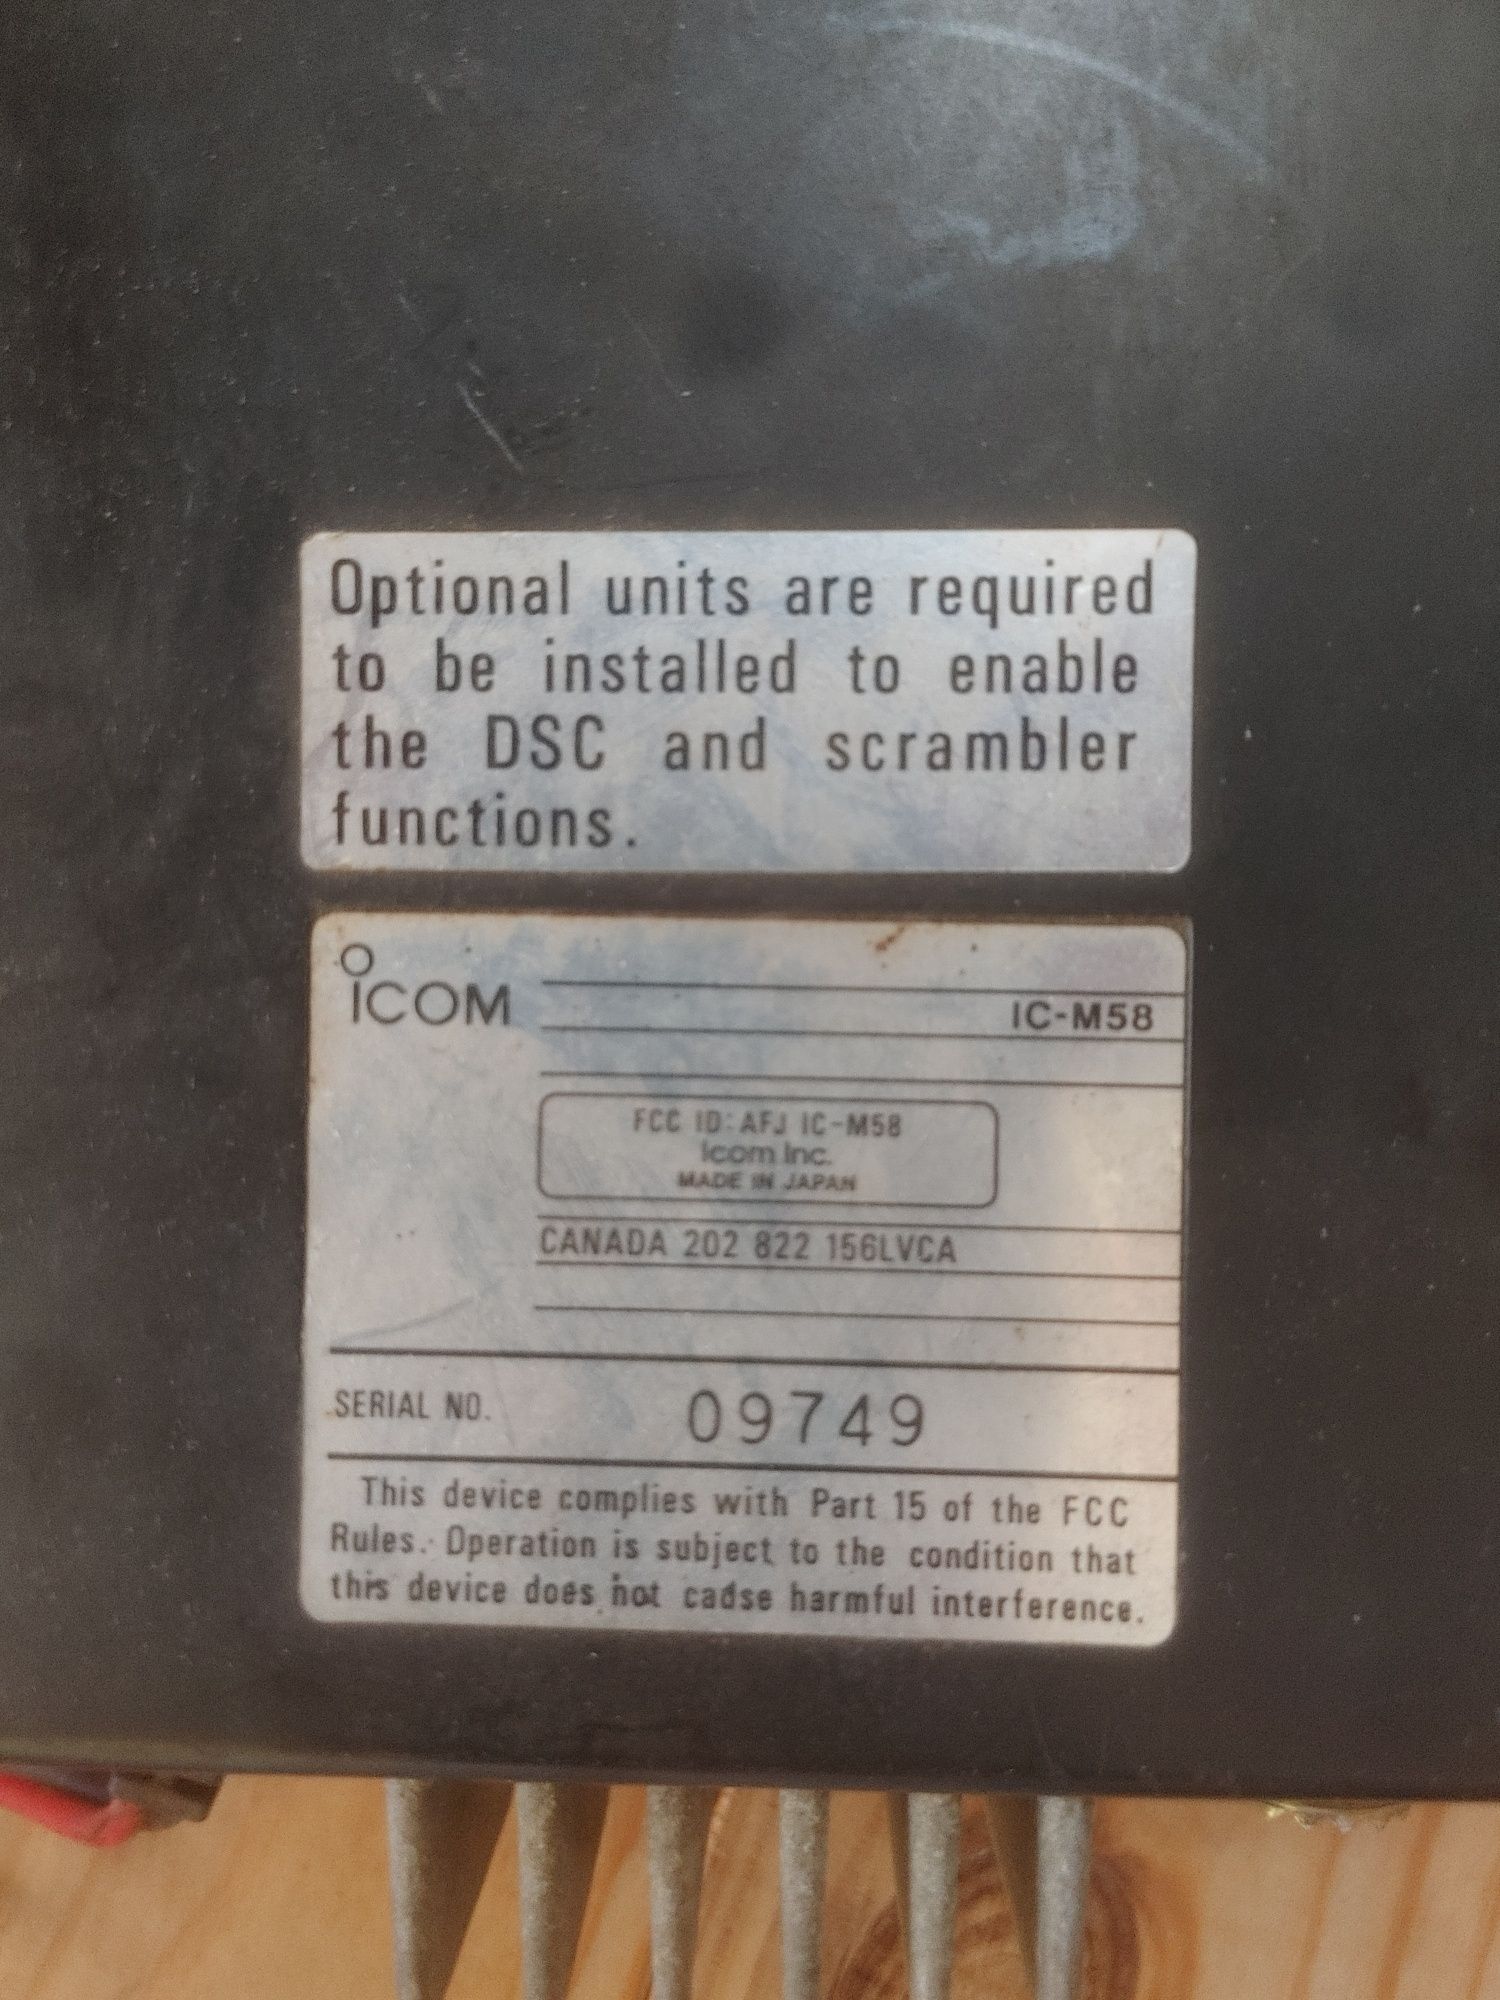 Optional units are required
to be installed to enable
the DSC and scrambler
functions.
ICOM
IC-M58
FCC ID: AFJ IC-M58
Icom Inc.
MADE IN JAPAN
CANADA 202 822 156LVCA
SERIAL NO. 09749
This device complies with Part 15 of the FCC
Rules. Operation is subject to the condition that
this device does not cause harmful interference.